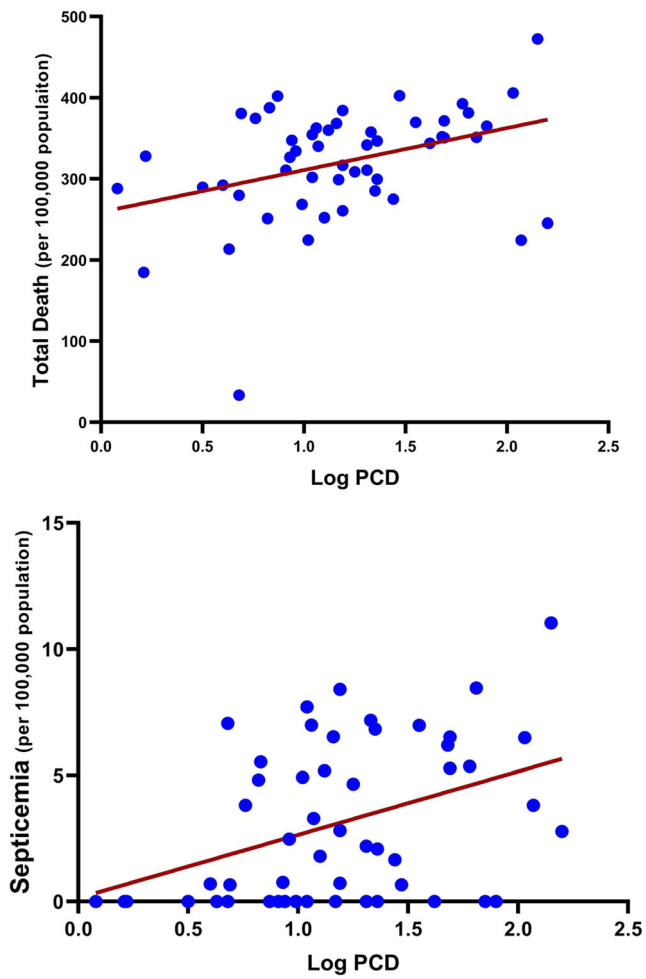 500
400
300
200
100
0
Total Death (per 100,000 populaiton)
0.0 0.5 1.0 1.5 2.0 2.5
Log PCD
15
10
5
0
Septicemia (per 100,000 population)
0.0 0.5 1.0 1.5 2.0 2.5
Log PCD